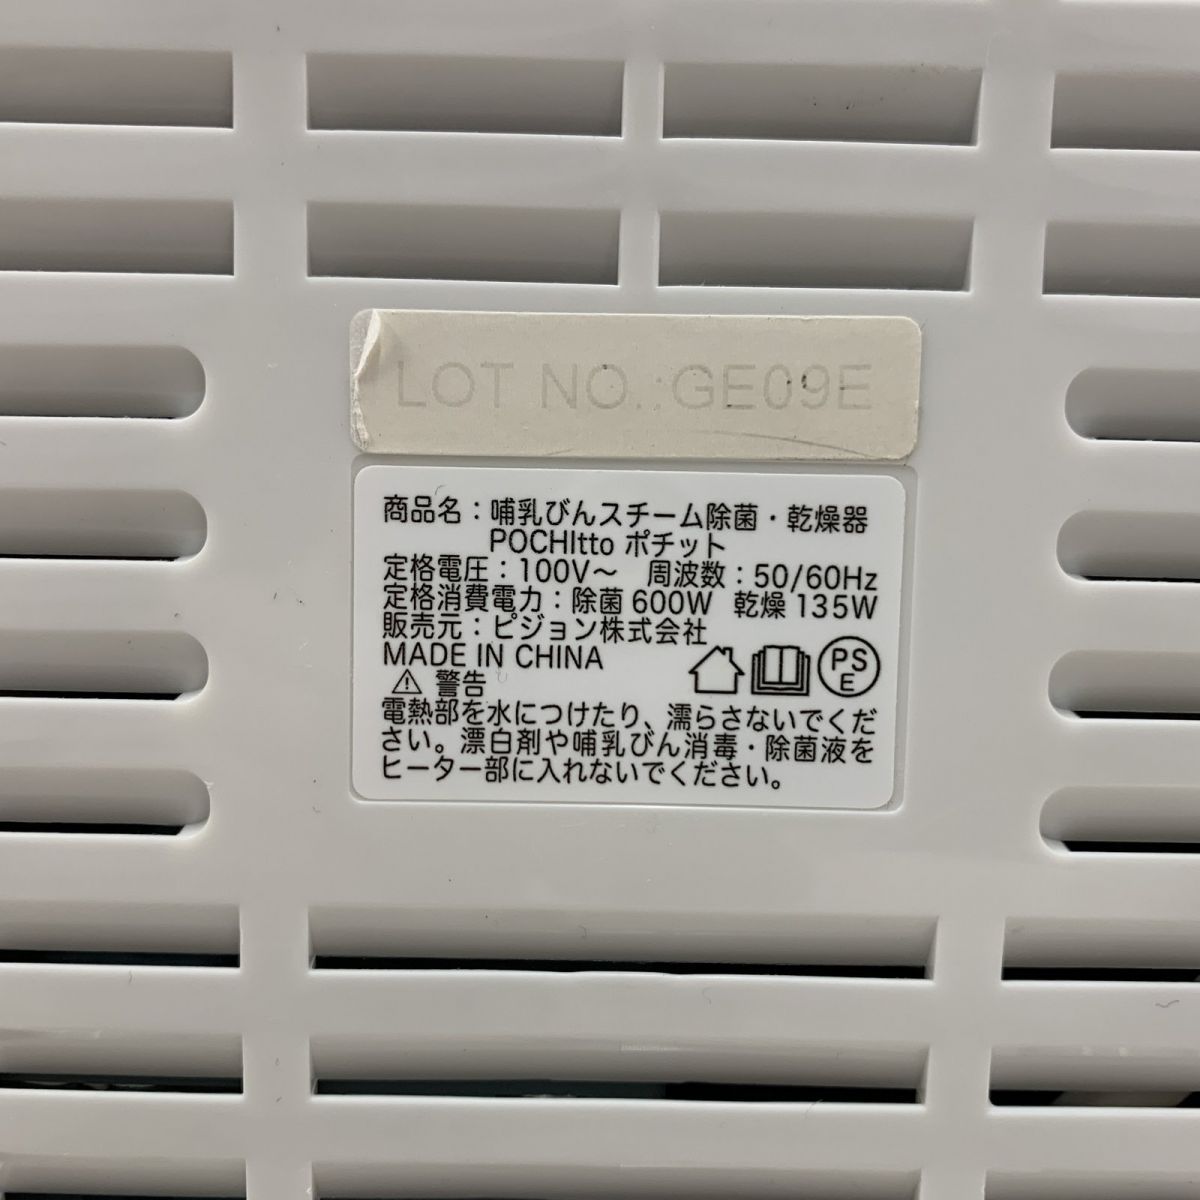 LOT NO.:GE09E
商品名：哺乳びんスチーム除菌・乾燥器
POCHItto ポチット
定格電圧：100V〜 周波数：50/60Hz
定格消費電力：除菌 600W 乾燥 135W
販売元：ピジョン株式会社
MADE IN CHINA
PS
E
警告
電熱部を水につけたり、濡らさないでくだ
さい。漂白剤や哺乳びん消毒・除菌液を
ヒーター部に入れないでください。